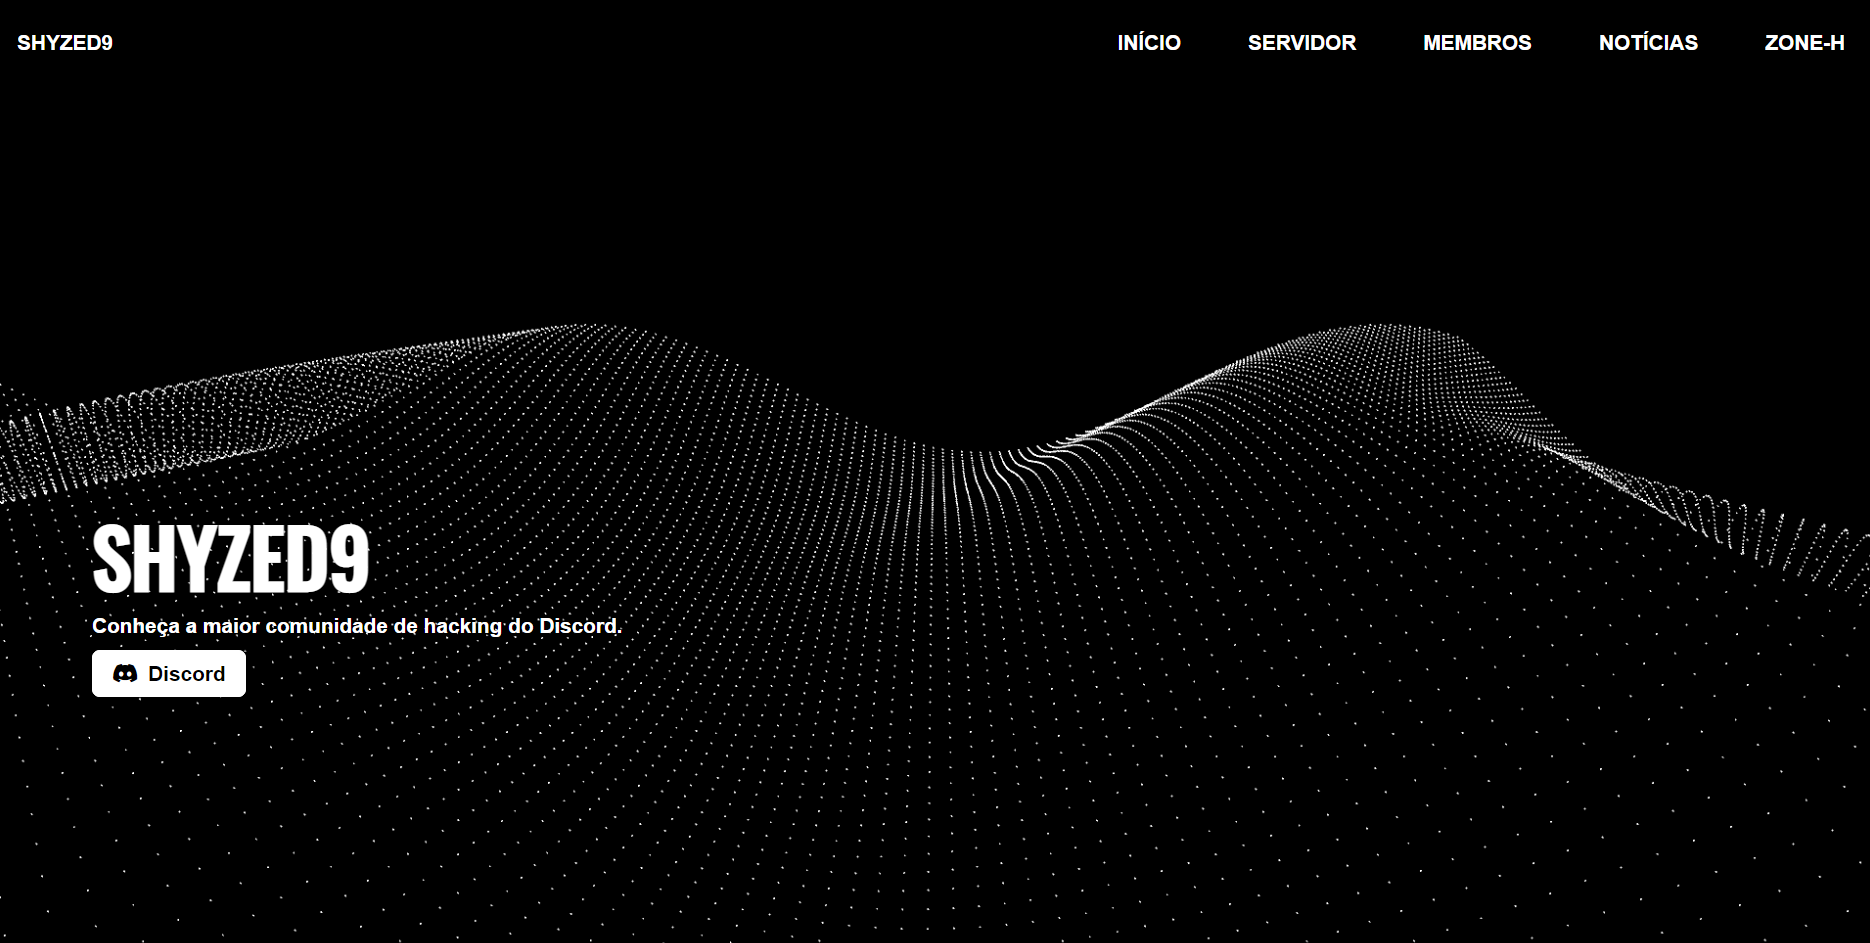 SHYZED9
INÍCIO SERVIDOR MEMBROS NOTÍCIAS ZONE-H
SHYZED9
Conheça a maior comunidade de hacking do Discord.
Discord